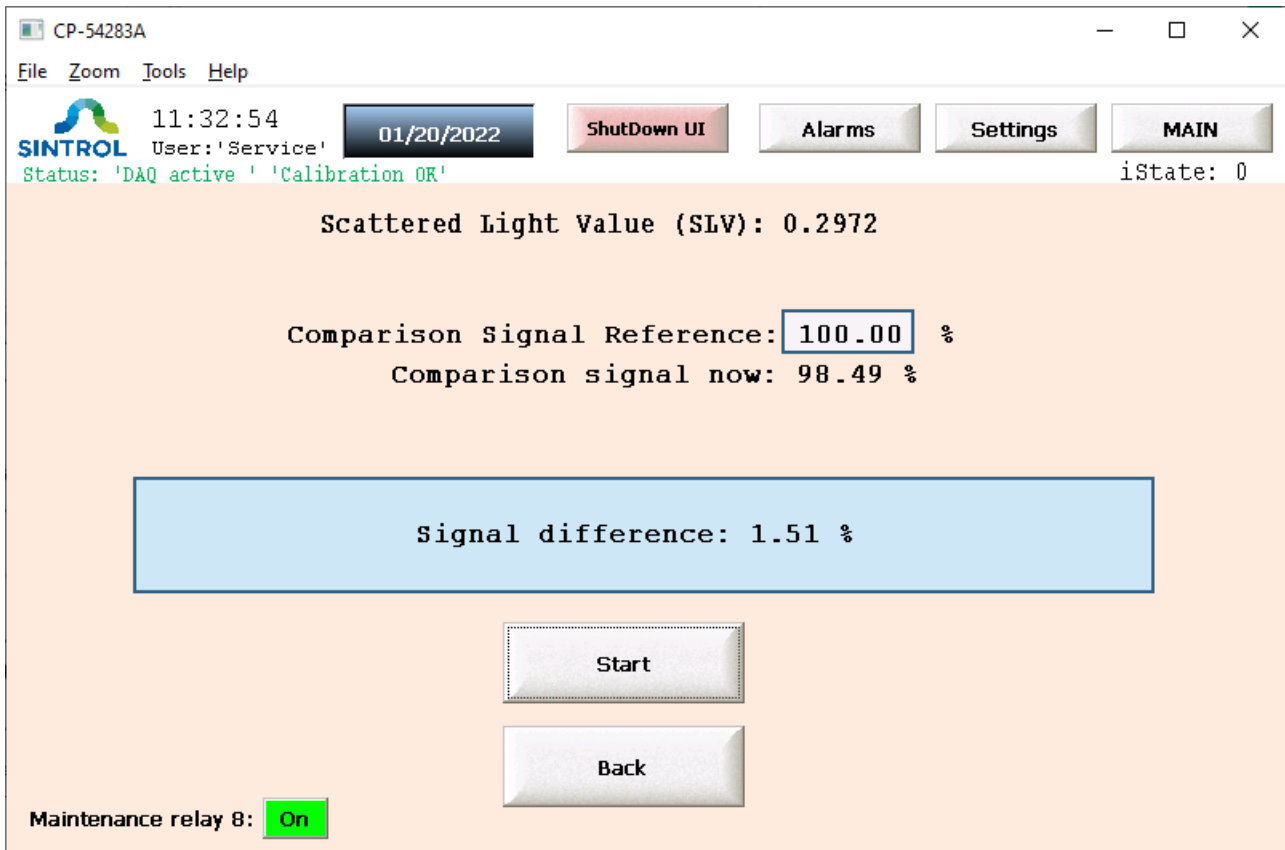 CP-54283A
File Zoom Tools Help
SINTROL
11:32:54
User:'Service'
01/20/2022
ShutDown UI
Alarms
Settings
MAIN
Status: 'DAQ active ' 'Calibration OK'
iState: 0
Scattered Light Value (SLV): 0.2972
Comparison Signal Reference: 100.00 %
Comparison signal now: 98.49 %
Signal difference: 1.51 %
Start
Back
Maintenance relay 8: On